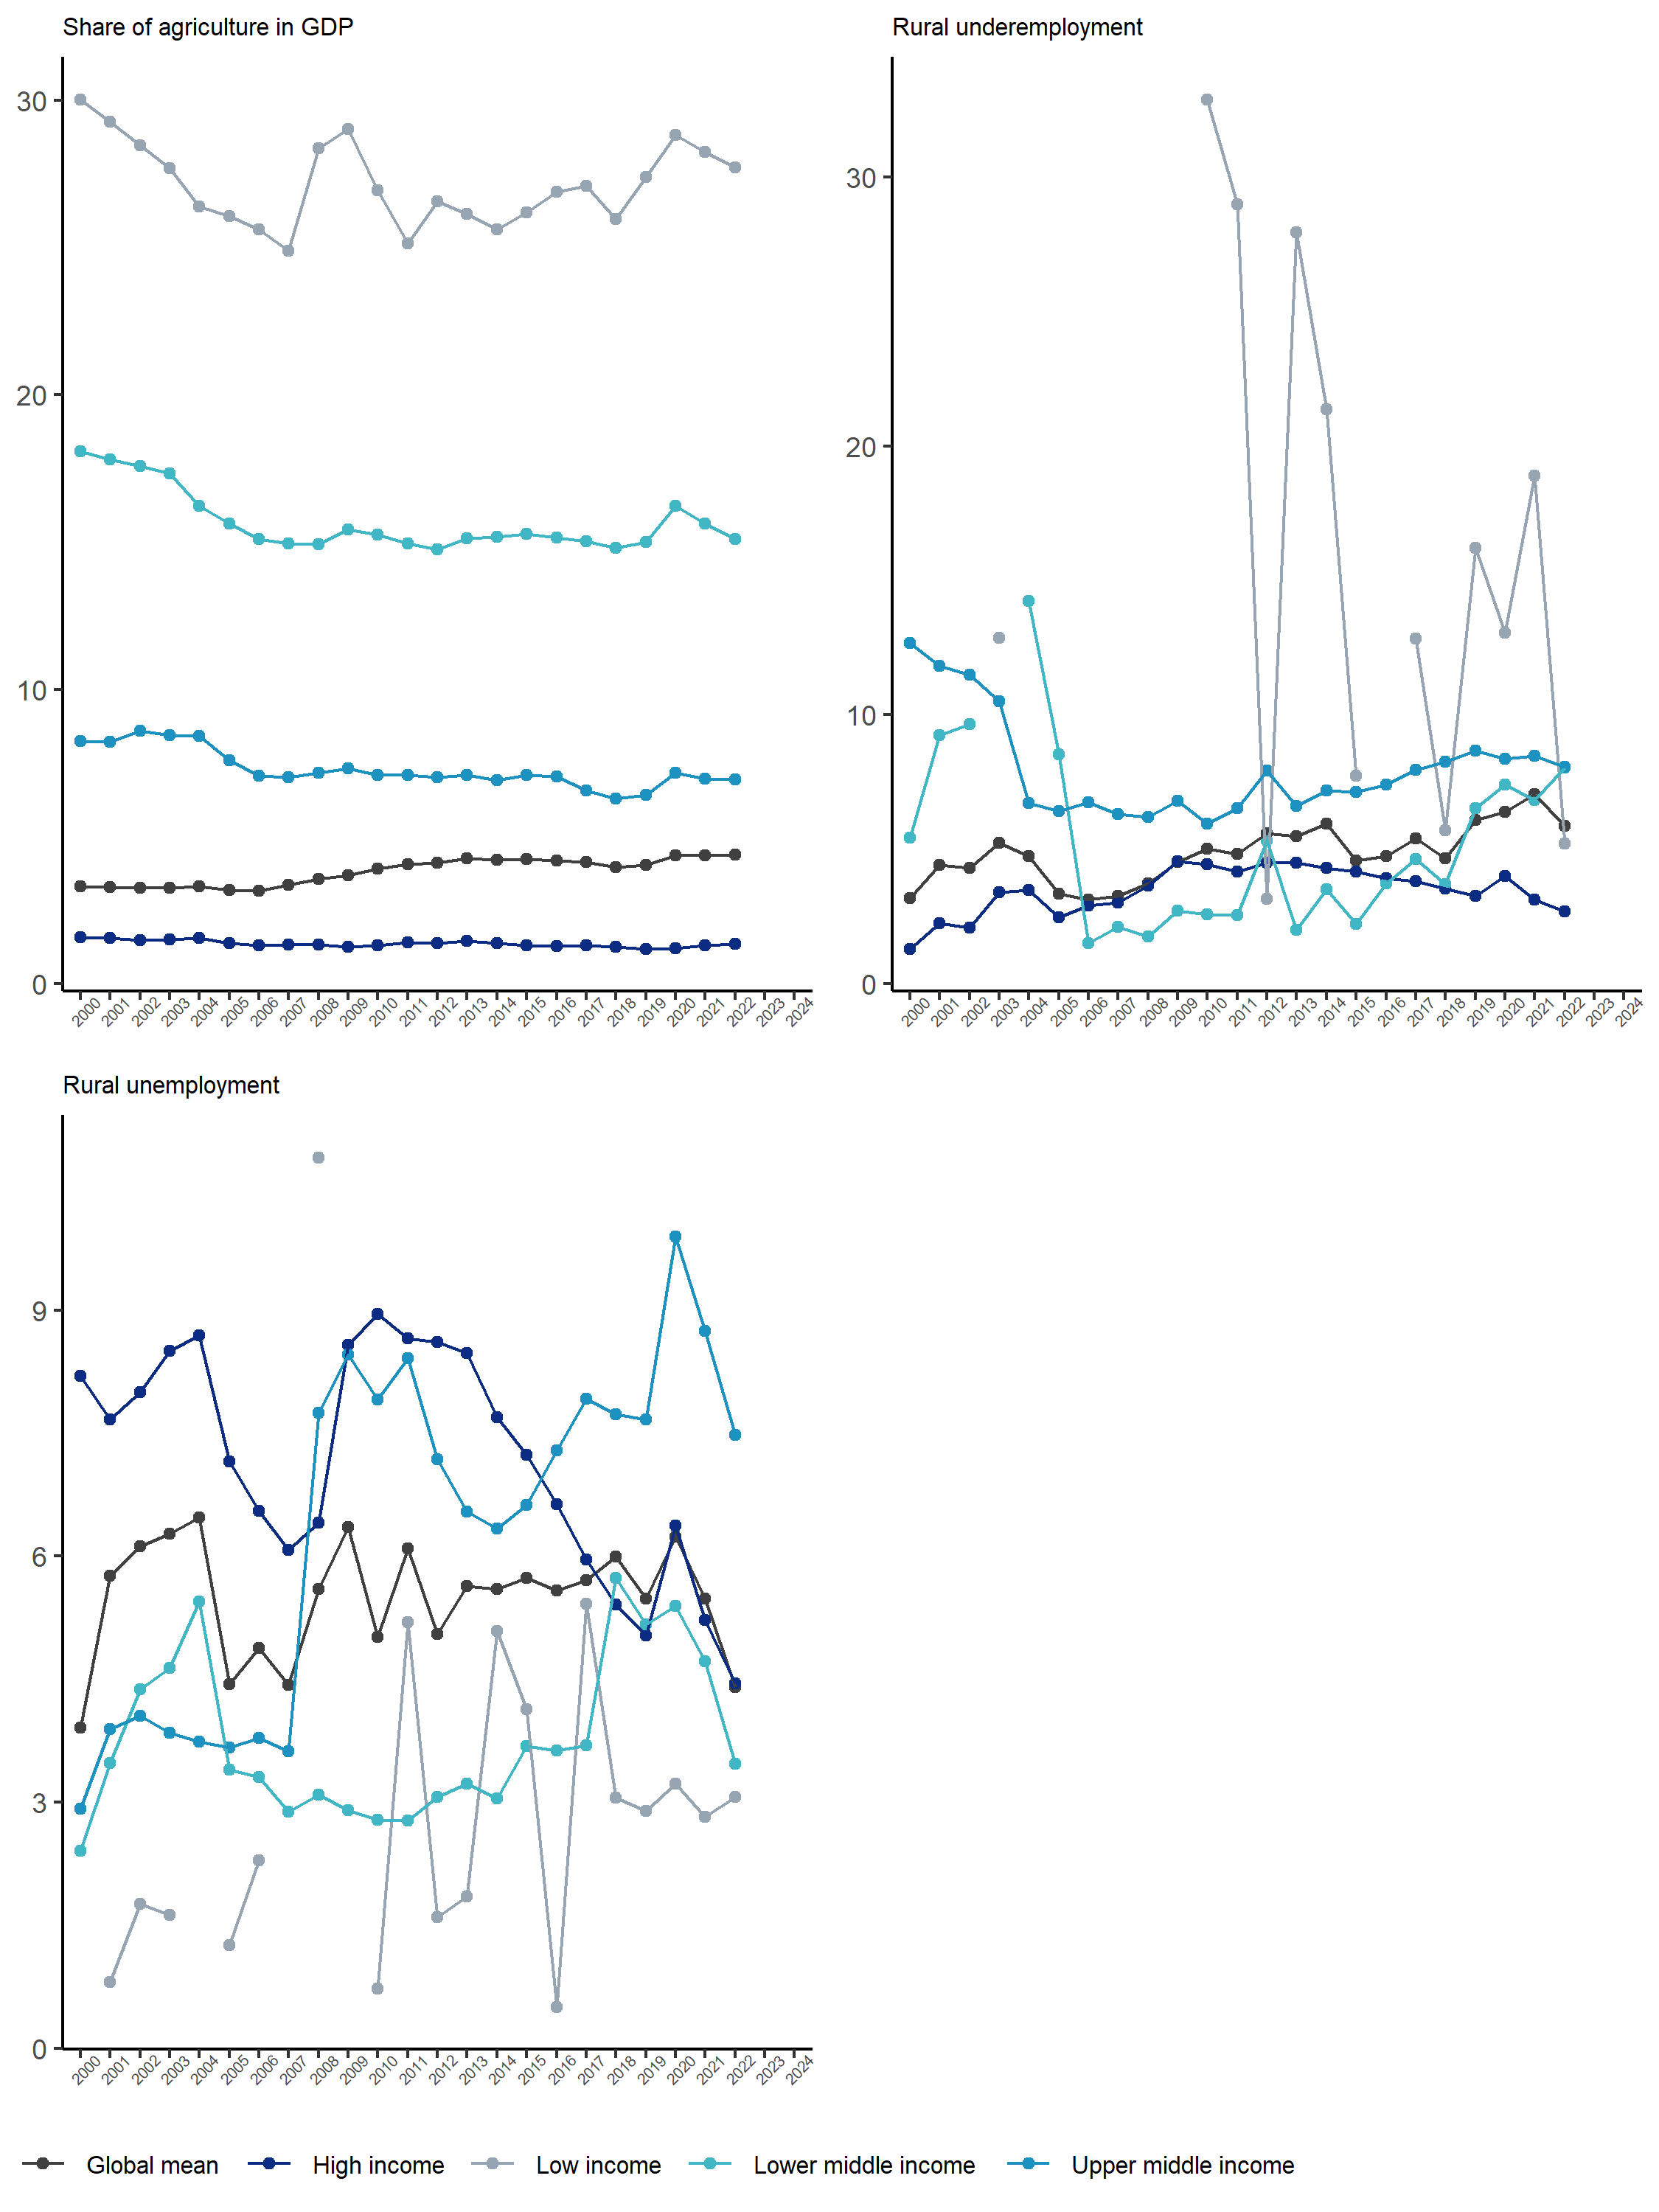 Share of agriculture in GDP
30
20
10
0
2000 2001 2002 2003 2004 2005 2006 2007 2008 2009 2010 2011 2012 2013 2014 2015 2016 2017 2018 2019 2020 2021 2022 2023 2024
Rural underemployment
30
20
10
0
2000 2001 2002 2003 2004 2005 2006 2007 2008 2009 2010 2011 2012 2013 2014 2015 2016 2017 2018 2019 2020 2021 2022 2023 2024
Rural unemployment
9
6
3
0
2000 2001 2002 2003 2004 2005 2006 2007 2008 2009 2010 2011 2012 2013 2014 2015 2016 2017 2018 2019 2020 2021 2022 2023 2024
Global mean High income Low income Lower middle income Upper middle income